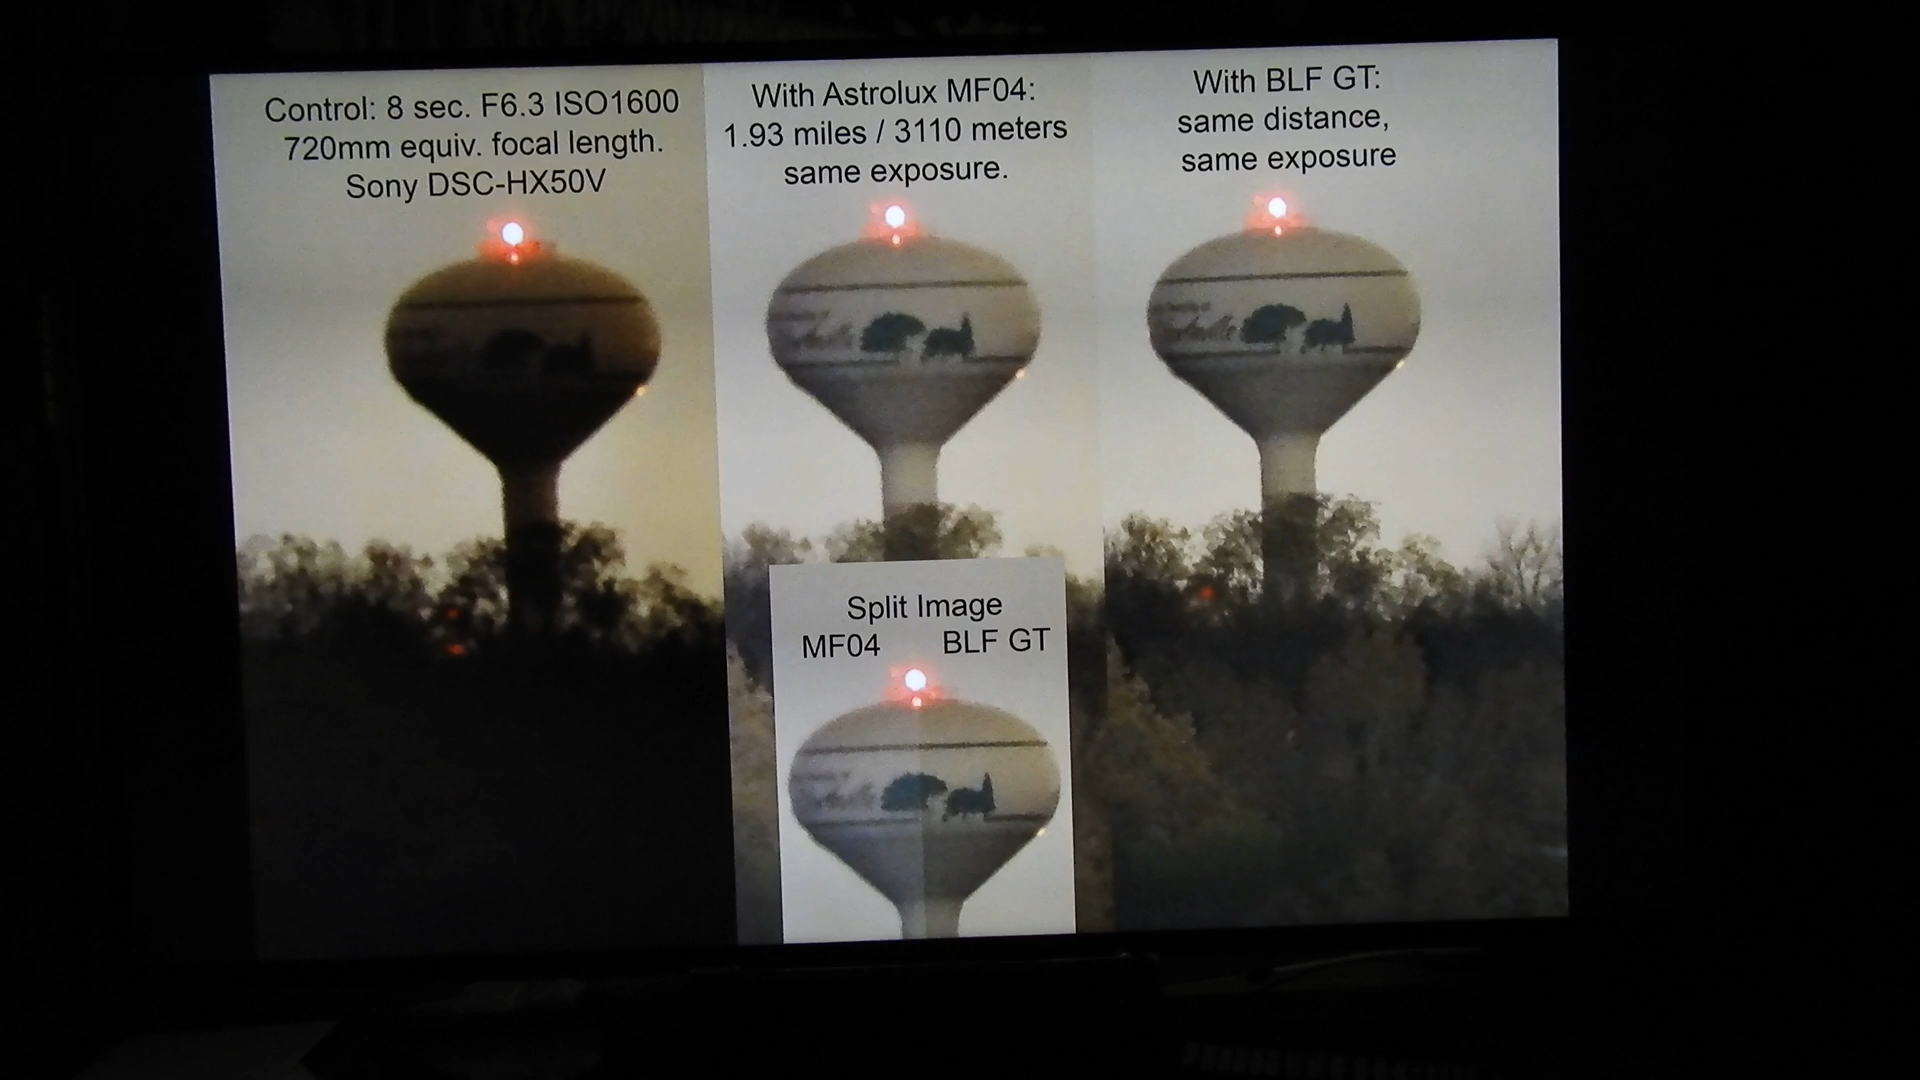 Control: 8 sec. F6.3 ISO1600
720mm equiv. focal length.
Sony DSC-HX50V
With Astrolux MF04:
1.93 miles / 3110 meters
same exposure.
With BLF GT:
same distance,
same exposure
Split Image
MF04 BLF GT